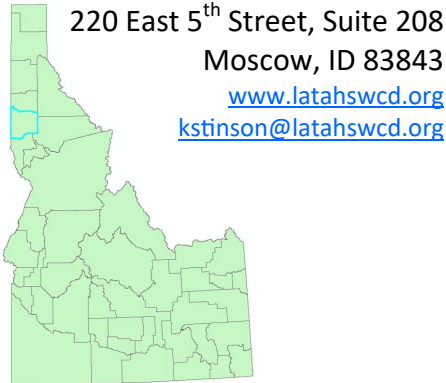 220 East 5th Street, Suite 208
Moscow, ID 83843
www.latahswcd.org
kstinson@latahswcd.org